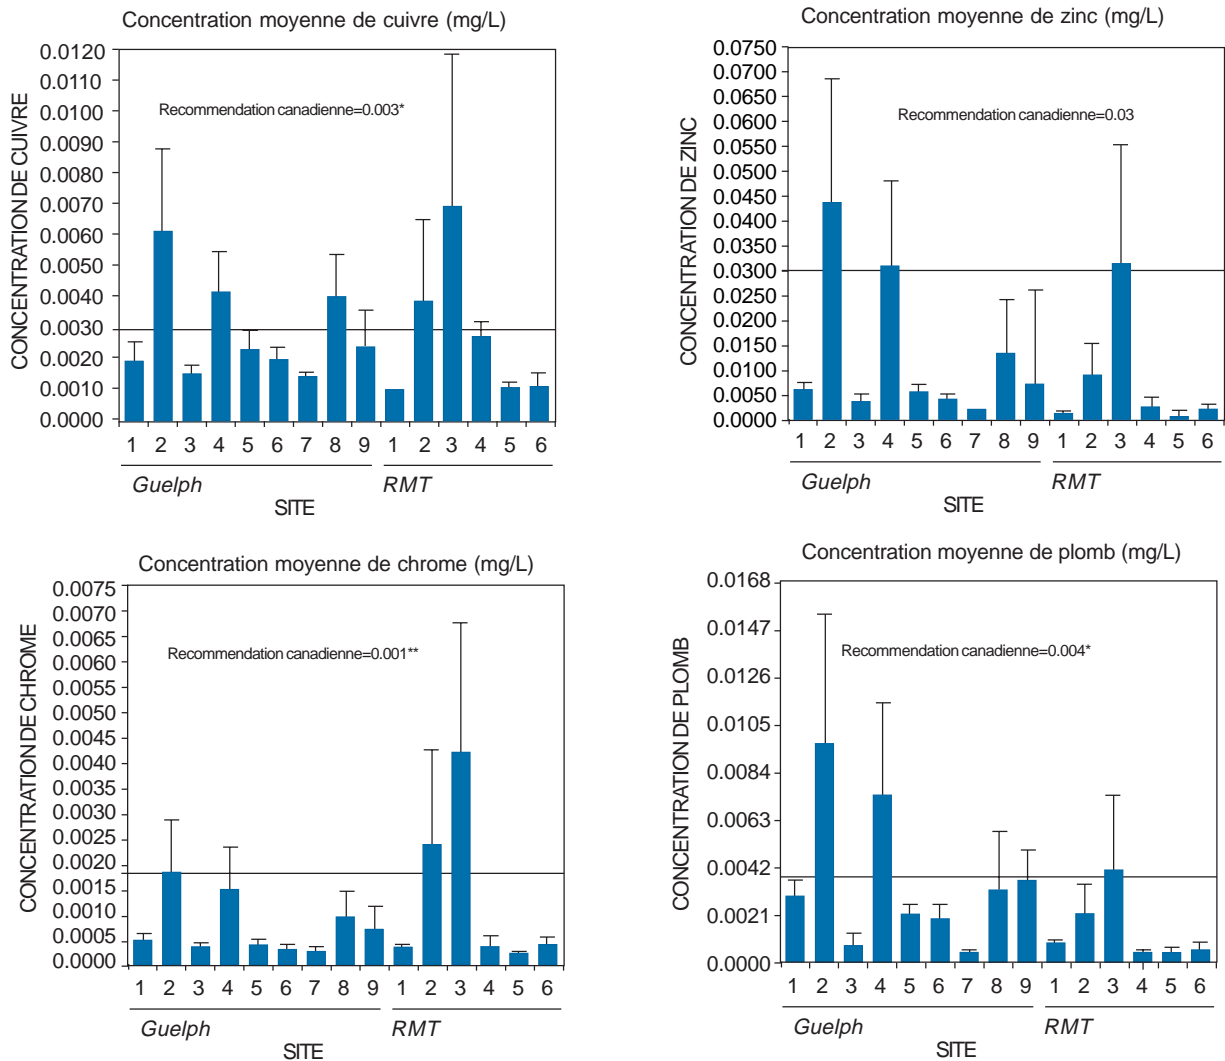 Concentration moyenne de cuivre (mg/L)
0.0120
0.0100
0.0090
0.0080
0.0070
0.0060
0.0050
0.0040
0.0030
0.0020
0.0010
0.0000
CONCENTRATION DE CUIVRE
Recommendation canadienne=0.003*
1 2 3 4 5 6 7 8 9 1 2 3 4 5 6
Guelph RMT
SITE
Concentration moyenne de zinc (mg/L)
0.0750
0.0700
0.0650
0.0600
0.0550
0.0500
0.0450
0.0400
0.0350
0.0300
0.0250
0.0200
0.0150
0.0100
0.0050
0.0000
CONCENTRATION DE ZINC
Recommendation canadienne=0.03
1 2 3 4 5 6 7 8 9 1 2 3 4 5 6
Guelph RMT
SITE
Concentration moyenne de chrome (mg/L)
0.0075
0.0070
0.0065
0.0060
0.0055
0.0050
0.0045
0.0040
0.0035
0.0030
0.0025
0.0020
0.0015
0.0010
0.0005
0.0000
CONCENTRATION DE CHROME
Recommendation canadienne=0.001**
1 2 3 4 5 6 7 8 9 1 2 3 4 5 6
Guelph RMT
SITE
Concentration moyenne de plomb (mg/L)
0.0168
0.0147
0.0126
0.0105
0.0084
0.0063
0.0042
0.0021
0.0000
CONCENTRATION DE PLOMB
Recommendation canadienne=0.004*
1 2 3 4 5 6 7 8 9 1 2 3 4 5 6
Guelph RMT
SITE